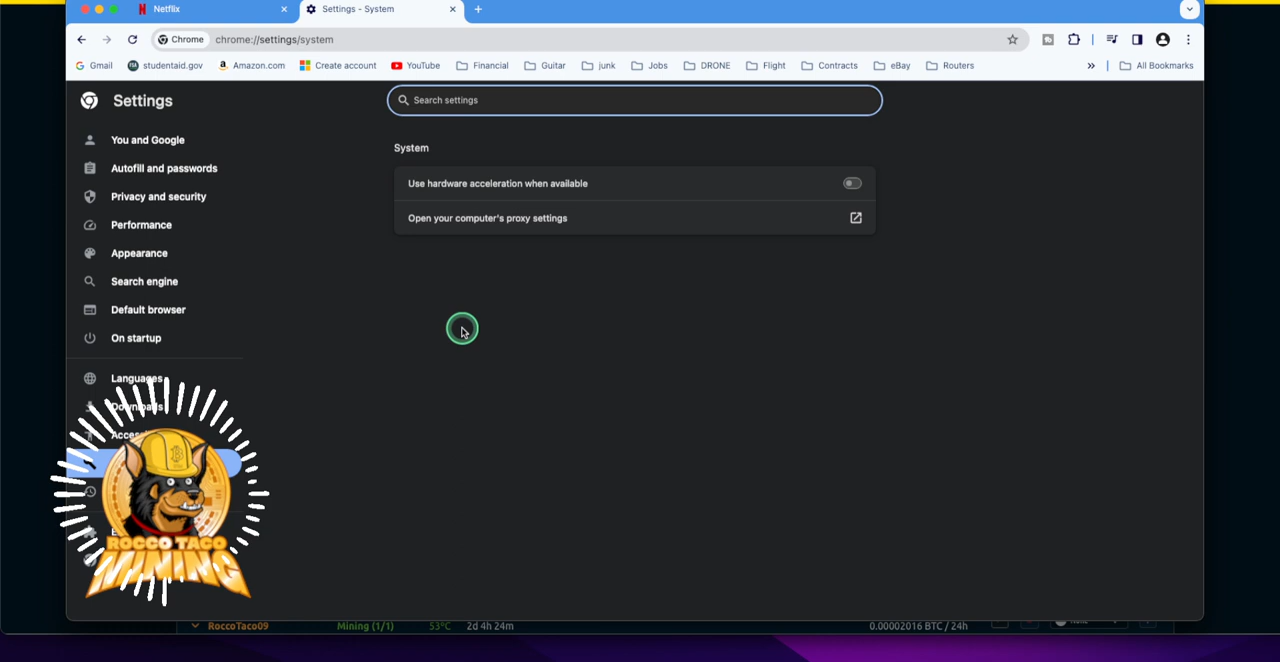 Netflix
Settings - System
Chrome
chrome://settings/system
Gmail
studentaid.gov
Amazon.com
Create account
YouTube
Financial
Guitar
junk
Jobs
DRONE
Flight
Contracts
eBay
Routers
»
All Bookmarks
Settings
Search settings
You and Google
Autofill and passwords
Privacy and security
Performance
Appearance
Search engine
Default browser
On startup
Languages
Downloads
System
Use hardware acceleration when available
Open your computer's proxy settings
ROCCO TACO
MINING
RoccoTaco09
Mining (1/1)
53°C
2d 4h 24m
0.00002016 BTC / 24h